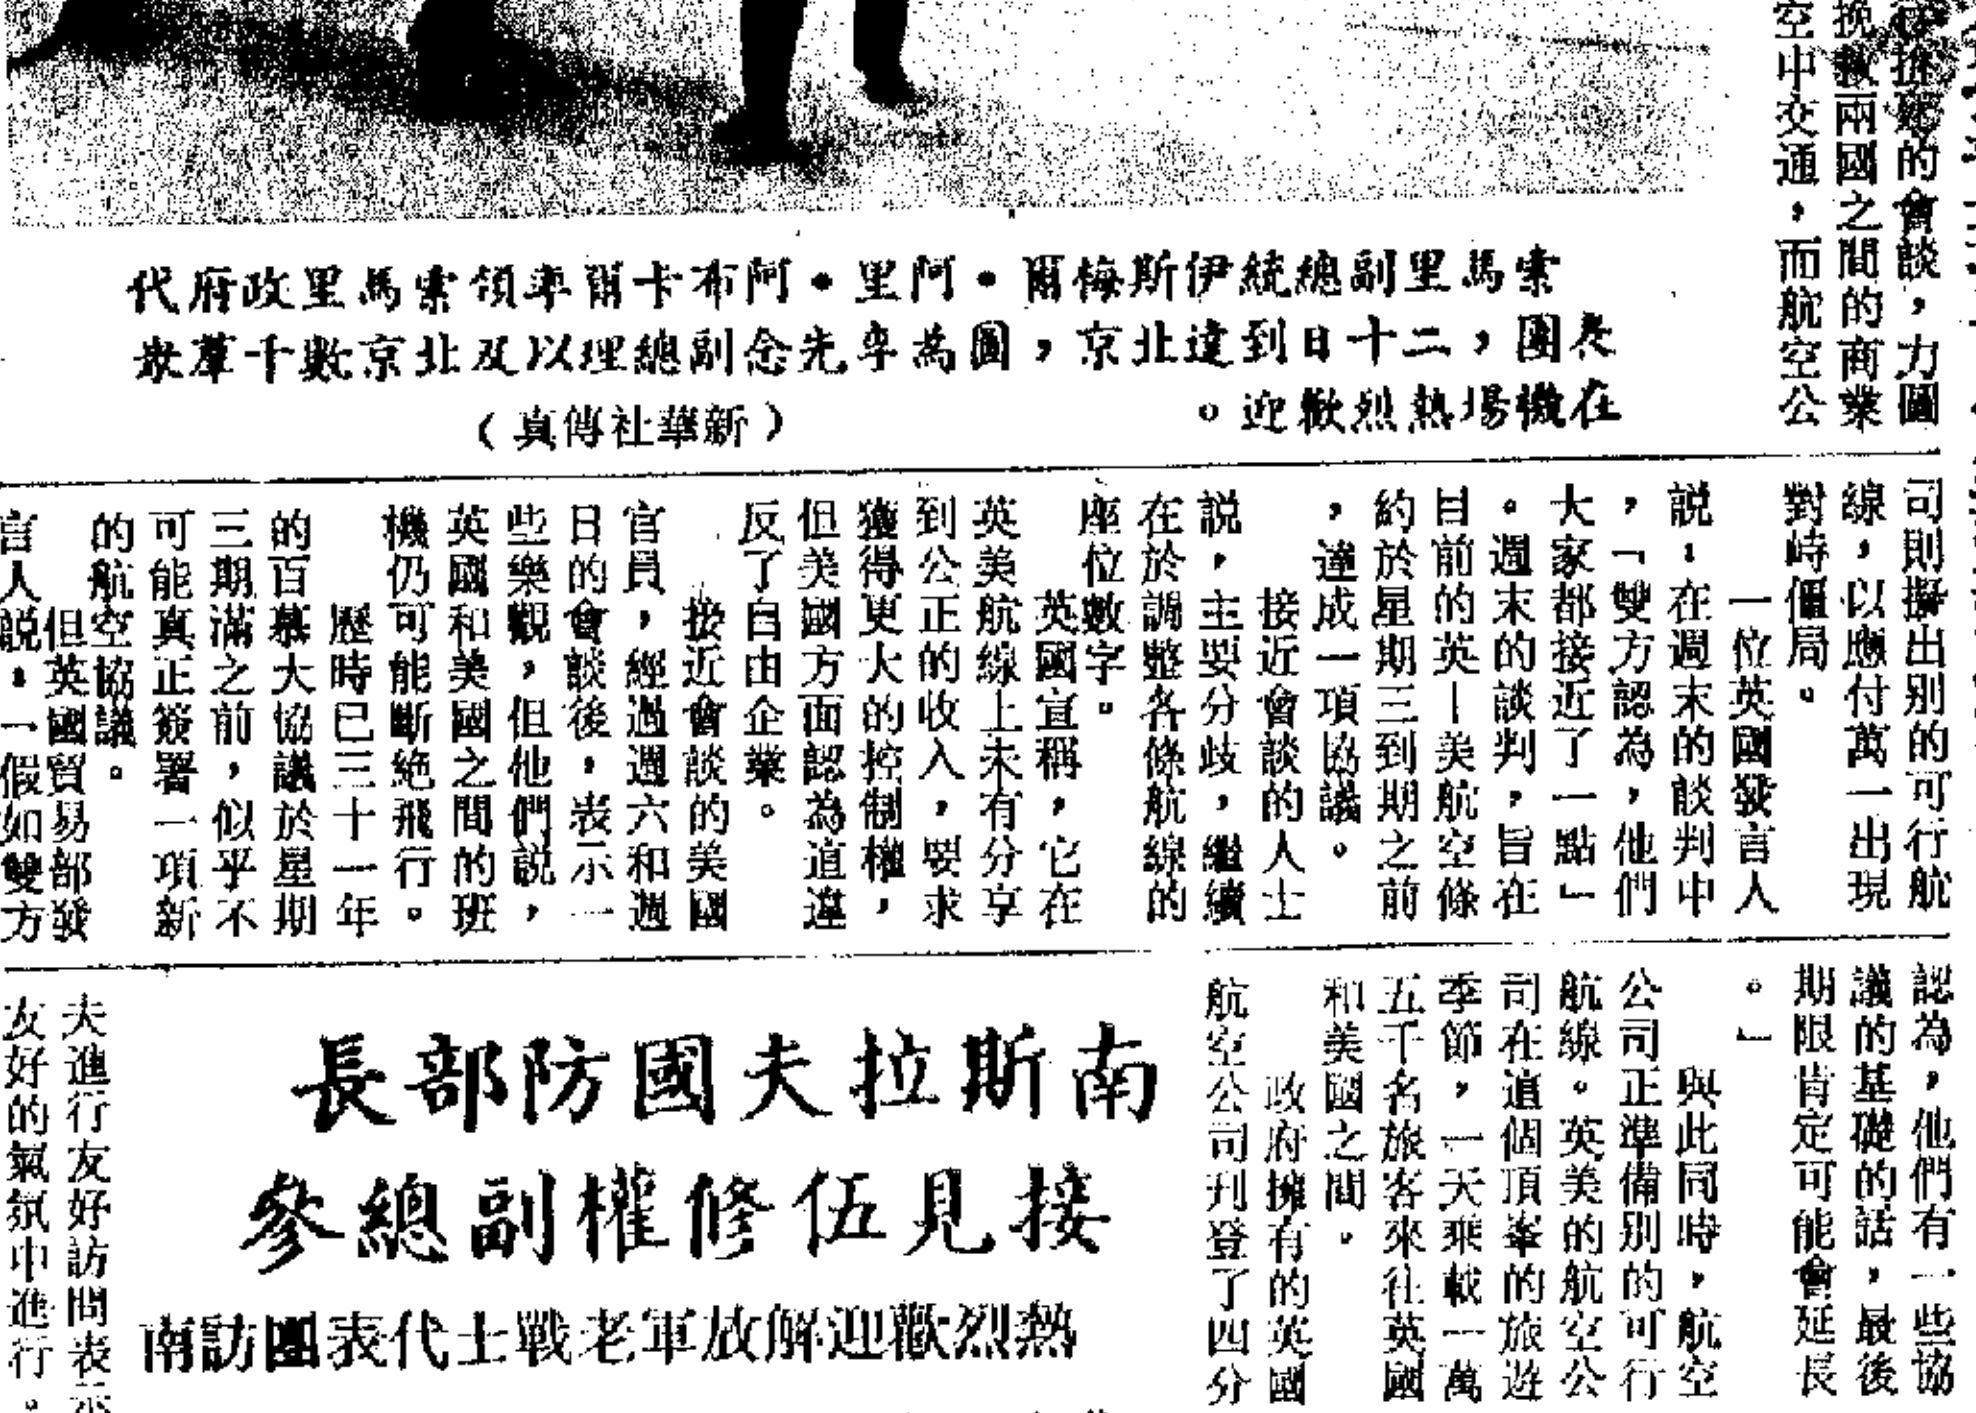 索馬里副總統伊斯梅爾·阿里·阿布卡爾率領索馬里政府代
表團，二十日到達北京，圖為李先念副總理以及北京數千羣衆
在機場熱烈歡迎。
（新華社傳真）
的會談，力圖
挽救兩國之間的商業
空中交通，而航空公
司則擬出别的可行航
線，以應付萬一出現
對峙僵局。
一位英國發言人
説：在週末的談判中
，「雙方認為，他們
大家都接近了一點」
。週末的談判，旨在
目前的英—美航空條
約於星期三到期之前
，達成一項協議。
接近會談的人士
説，主要分歧，繼續
在於調整各條航線的
座位數字。
英國宣稱，它在
英美航線上未有分享
到公正的收入，要求
獲得更大的控制權，
但美國方面認為這違
反了自由企業。
接近會談的美國
官員，經過週六和週
日的會談後，表示一
些樂觀，但他們説，
英國和美國之間的班
機仍可能斷絶飛行。
歷時已三十一年
的百慕大協議於星期
三期滿之前，似乎不
可能真正簽署一項新
的航空協議。
但英國貿易部發
言人説：「假如雙方
認為，他們有一些協
議的基礎的話，最後
期限肯定可能會延長
。」
與此同時，航空
公司正準備别的可行
航線。英美的航空公
司在這個頂峯的旅遊
季節，一天乘載一萬
五千名旅客來往英國
和美國之間。
政府擁有的英國
航空公司刋登了四分
南斯拉夫國防部長
接見伍修權副總參
熱烈歡迎解放軍老戰士代表團訪南
夫進行友好訪問表示
友好的氣氛中進行。